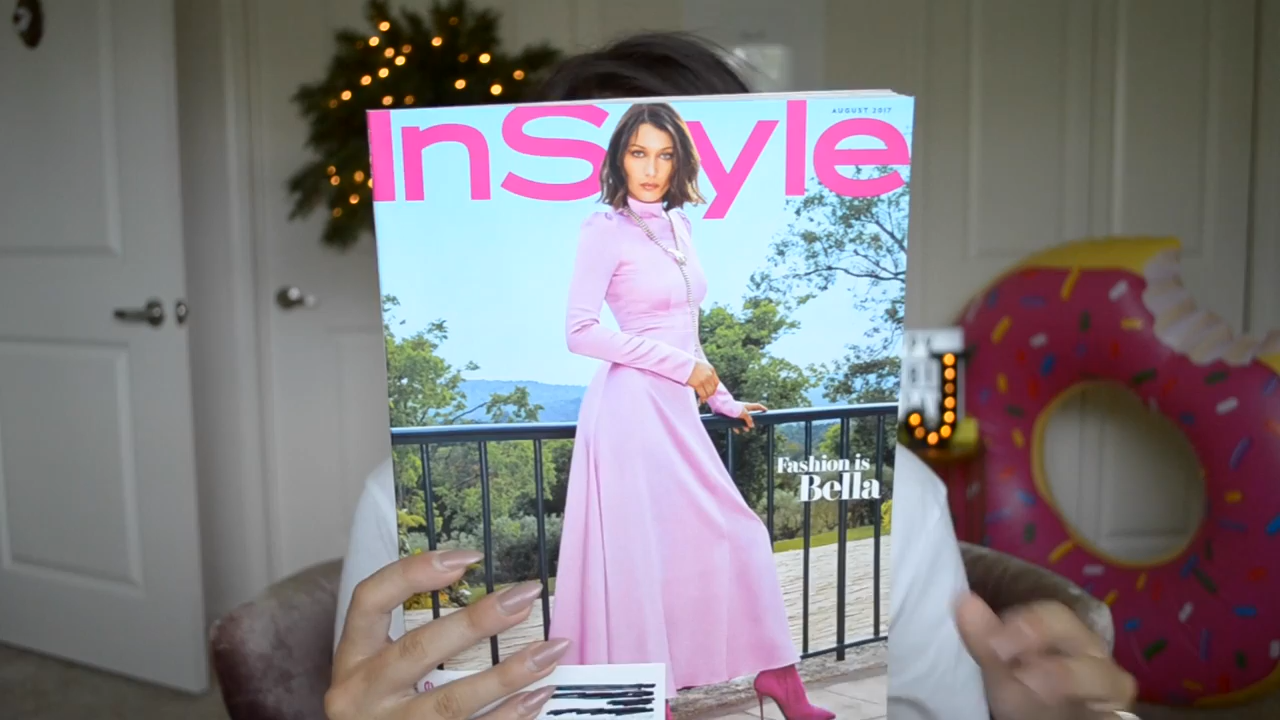 InStyle
AUGUST 2017
Fashion is
Bella
J